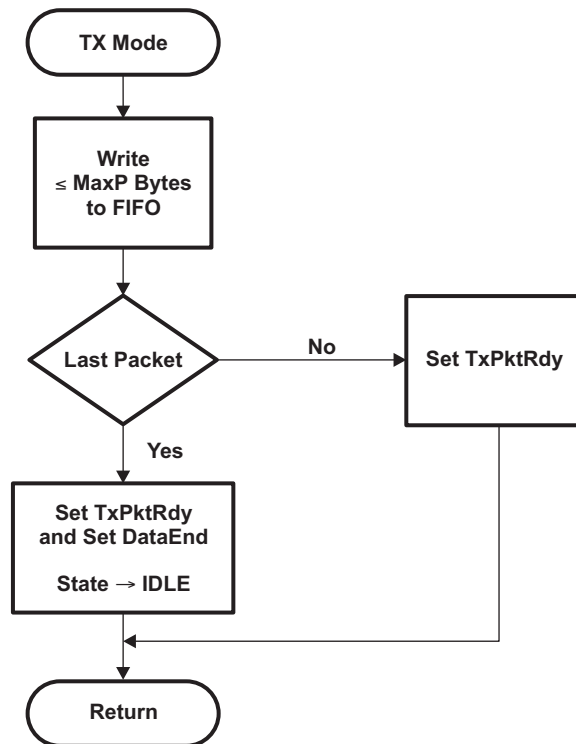 TX Mode
Write
≤ MaxP Bytes
to FIFO
Last Packet
No
Set TxPktRdy
Yes
Set TxPktRdy
and Set DataEnd
State → IDLE
Return